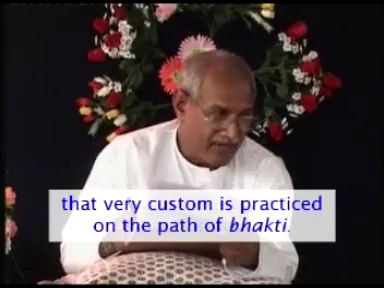 that very custom is practiced
on the path of bhakti.